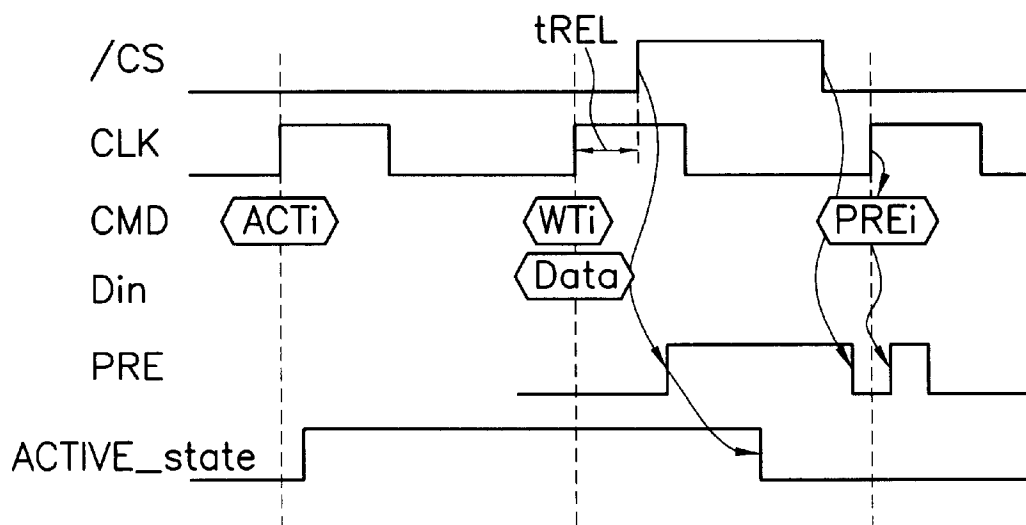 tREL
/CS
CLK
CMD ACTi WTi PREi
Din Data
PRE
ACTIVE_state